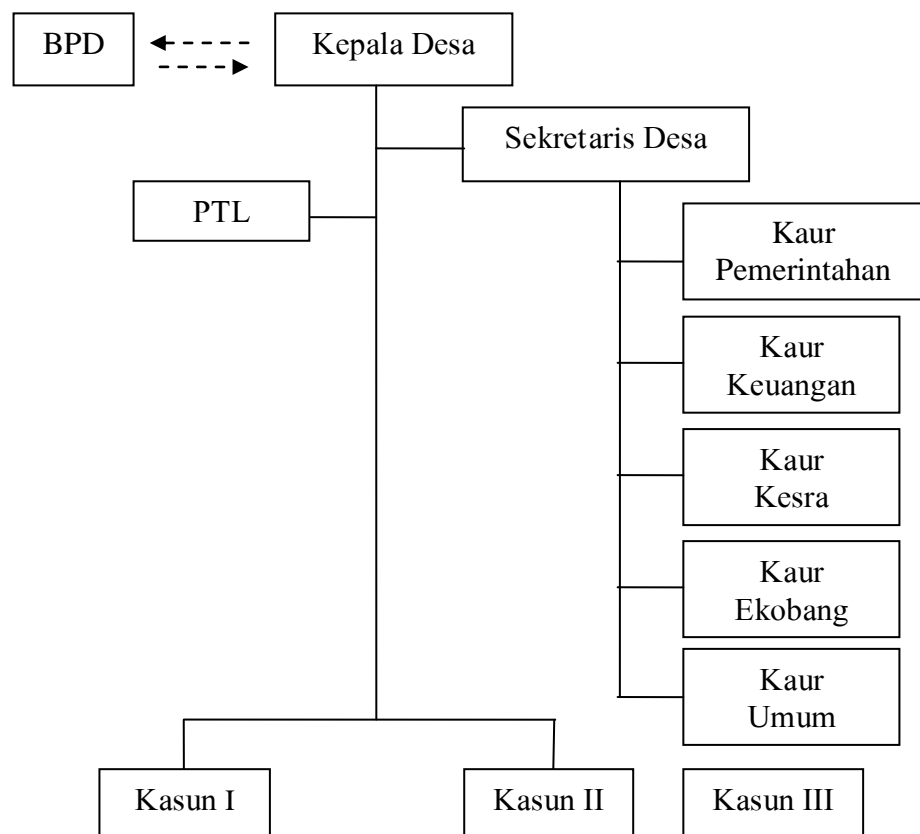 BPD
Kepala Desa
Sekretaris Desa
PTL
Kaur
Pemerintahan
Kaur
Keuangan
Kaur
Kesra
Kaur
Ekobang
Kaur
Umum
Kasun I
Kasun II
Kasun III